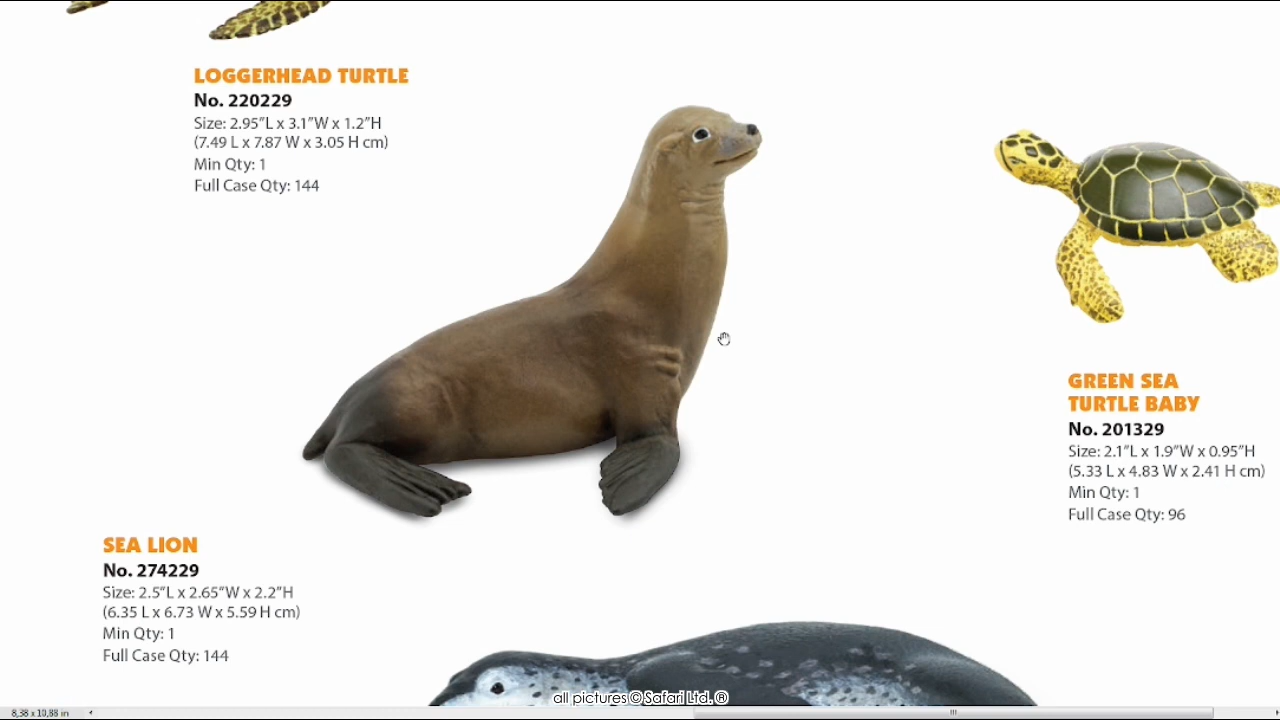 LOGGERHEAD TURTLE
No. 220229
Size: 2.95”L x 3.1”W x 1.2”H
(7.49 L x 7.87 W x 3.05 H cm)
Min Qty: 1
Full Case Qty: 144
GREEN SEA
TURTLE BABY
No. 201329
Size: 2.1”L x 1.9”W x 0.95”H
(5.33 L x 4.83 W x 2.41 H cm)
Min Qty: 1
Full Case Qty: 96
SEA LION
No. 274229
Size: 2.5”L x 2.65”W x 2.2”H
(6.35 L x 6.73 W x 5.59 H cm)
Min Qty: 1
Full Case Qty: 144
all pictures © Safari Ltd. ®
8,38 x 10,88 in